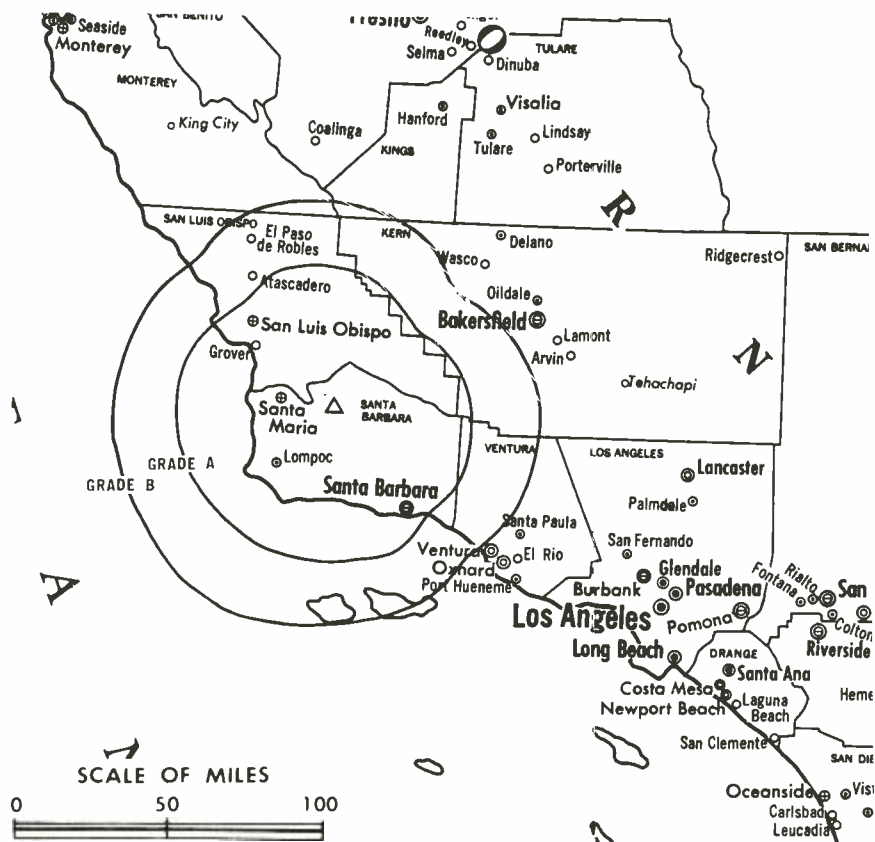 SAN BENITO
Seaside
Monterey
Fresno
Reedley
Selma
TULARE
Dinuba
MONTEREY
Hanford
Visalia
King City
Coalinga
Lindsay
Tulare
KINGS
Porterville
R
SAN LUIS OBISPO
El Paso
de Robles
KERN
Delano
SAN BERNA
Wasco
Ridgecrest
Atascadero
Oildale
San Luis Obispo
Bakersfield
Lamont
Grover
Arvin
N
Tehachapi
Santa
Maria
SANTA
BARBARA
GRADE A
GRADE B
Lompoc
VENTURA
LOS ANGELES
Lancaster
Santa Barbara
Palmdale
Santa Paula
San Fernando
Ventura
El Rio
Oxnard
Port Hueneme
Glendale
Burbank
Pasadena
Fontana
Rialto
San
A
Los Angeles
Pomona
Colton
Riverside
Long Beach
ORANGE
Santa Ana
Costa Mesa
Newport Beach
Laguna
Beach
Heme
San Clemente
SAN DIE
SCALE OF MILES
0 50 100
Oceanside
Vist
Carlsbad
Leucadia